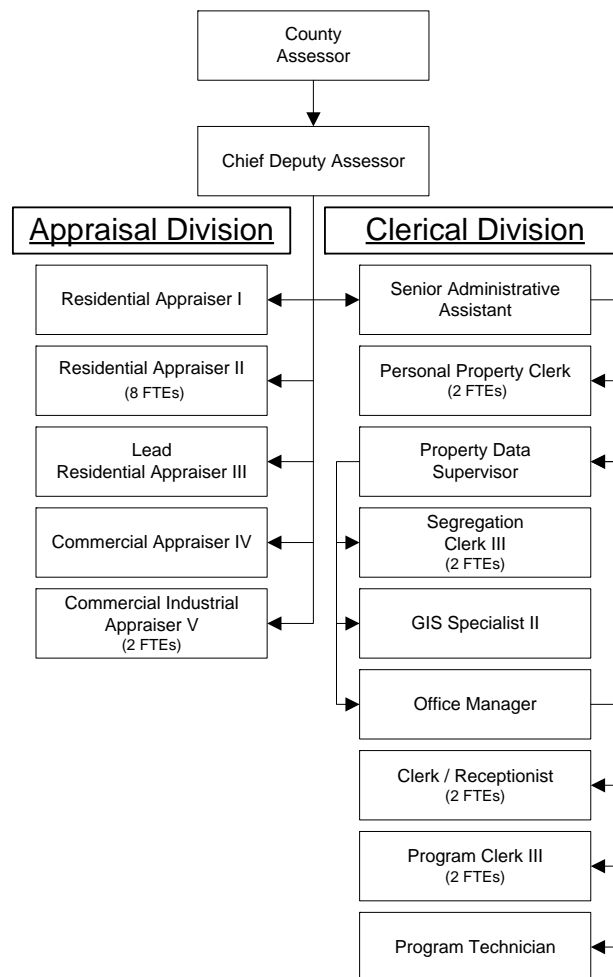 County
Assessor
Chief Deputy Assessor
Appraisal Division
Residential Appraiser I
Residential Appraiser II
(8 FTEs)
Lead
Residential Appraiser III
Commercial Appraiser IV
Commercial Industrial
Appraiser V
(2 FTEs)
Clerical Division
Senior Administrative
Assistant
Personal Property Clerk
(2 FTEs)
Property Data
Supervisor
Segregation
Clerk III
(2 FTEs)
GIS Specialist II
Office Manager
Clerk / Receptionist
(2 FTEs)
Program Clerk III
(2 FTEs)
Program Technician